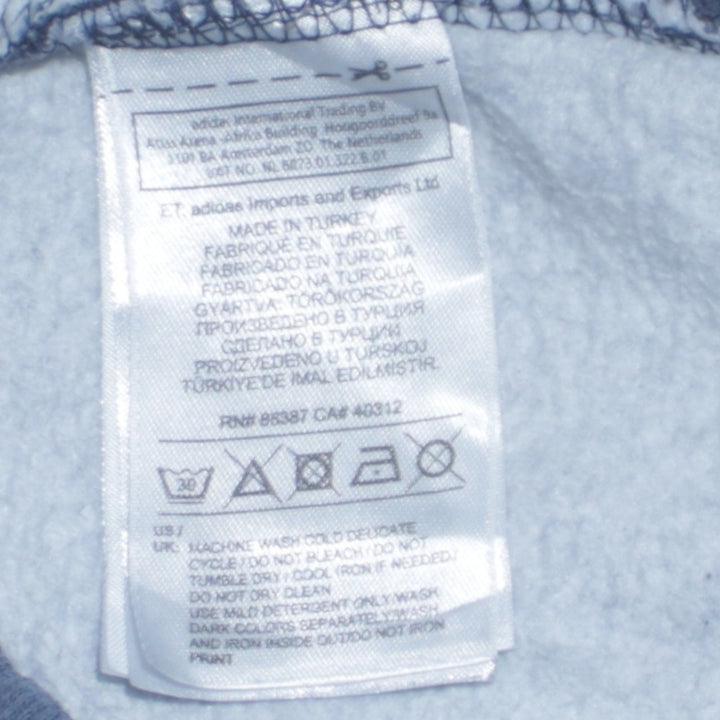 adidas International Trading BV
Atlas Arena Afrika Building Hoogoorddreef 9a
1101 BA Amsterdam ZO The Netherlands
VAT NO. NL 8073.01.322.B.01
ET. adidas Imports and Exports Ltd
MADE IN TURKEY
FABRIQUÉ EN TURQUIE
FABRICADO EN TURQUIA
FABRICADO NA TURQUIA
GYÁRTVA: TÖRÖKORSZÁG
ПРОИЗВЕДЕНО В ТУРЦИЯ
СДЕЛАНО В ТУРЦИИ
PROIZVEDENO U TURSKOJ
TÜRKIYE'DE IMAL EDILMISTIR.
RN# 88387 CA# 40312
30
US /
UK: MACHINE WASH COLD DELICATE
CYCLE / DO NOT BLEACH / DO NOT
TUMBLE DRY / COOL IRON IF NEEDED /
DO NOT DRY CLEAN
USE MILD DETERGENT ONLY/WASH
DARK COLORS SEPARATELY/WASH
AND IRON INSIDE OUT/DO NOT IRON
PRINT